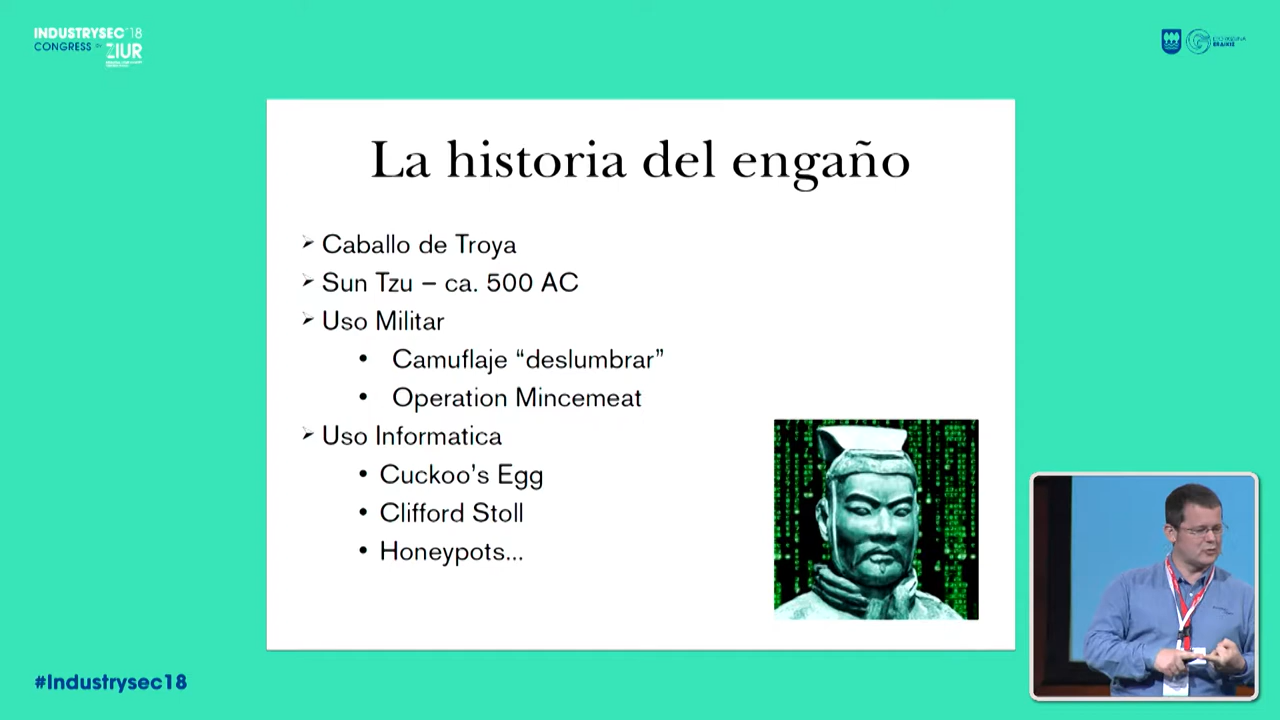 INDUSTRYSEC'18
CONGRESS BY ZIUR
La historia del engaño
Caballo de Troya
Sun Tzu – ca. 500 AC
Uso Militar
Camuflaje “deslumbrar”
Operation Mincemeat
Uso Informatica
Cuckoo's Egg
Clifford Stoll
Honeypots...
#Industrysec18